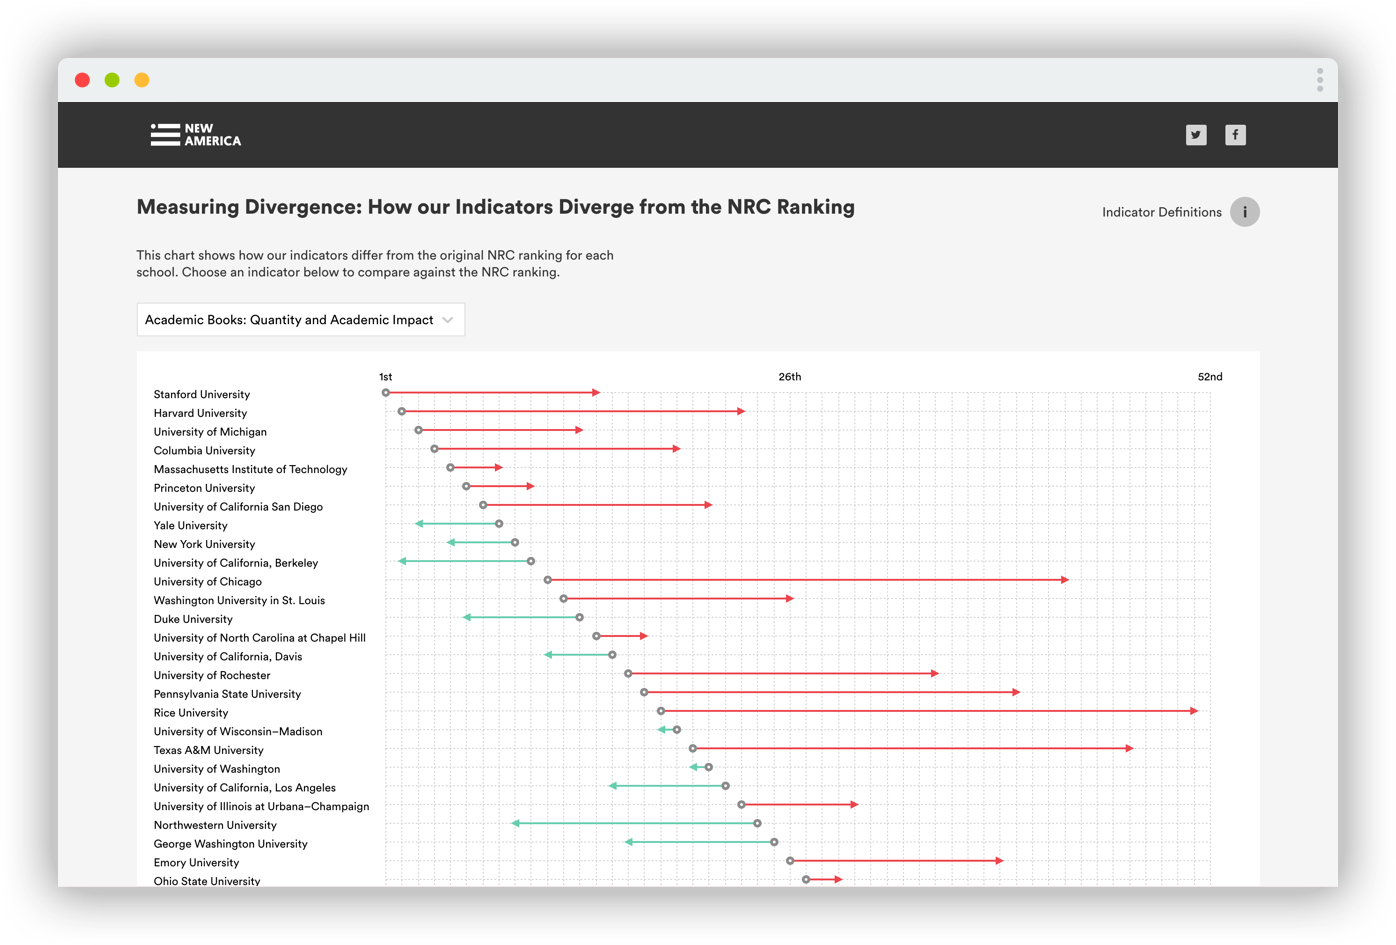 NEW
AMERICA
Measuring Divergence: How our Indicators Diverge from the NRC Ranking
Indicator Definitions i
This chart shows how our indicators differ from the original NRC ranking for each
school. Choose an indicator below to compare against the NRC ranking.
Academic Books: Quantity and Academic Impact
1st 26th 52nd
Stanford University
Harvard University
University of Michigan
Columbia University
Massachusetts Institute of Technology
Princeton University
University of California San Diego
Yale University
New York University
University of California, Berkeley
University of Chicago
Washington University in St. Louis
Duke University
University of North Carolina at Chapel Hill
University of California, Davis
University of Rochester
Pennsylvania State University
Rice University
University of Wisconsin–Madison
Texas A&M University
University of Washington
University of California, Los Angeles
University of Illinois at Urbana–Champaign
Northwestern University
George Washington University
Emory University
Ohio State University